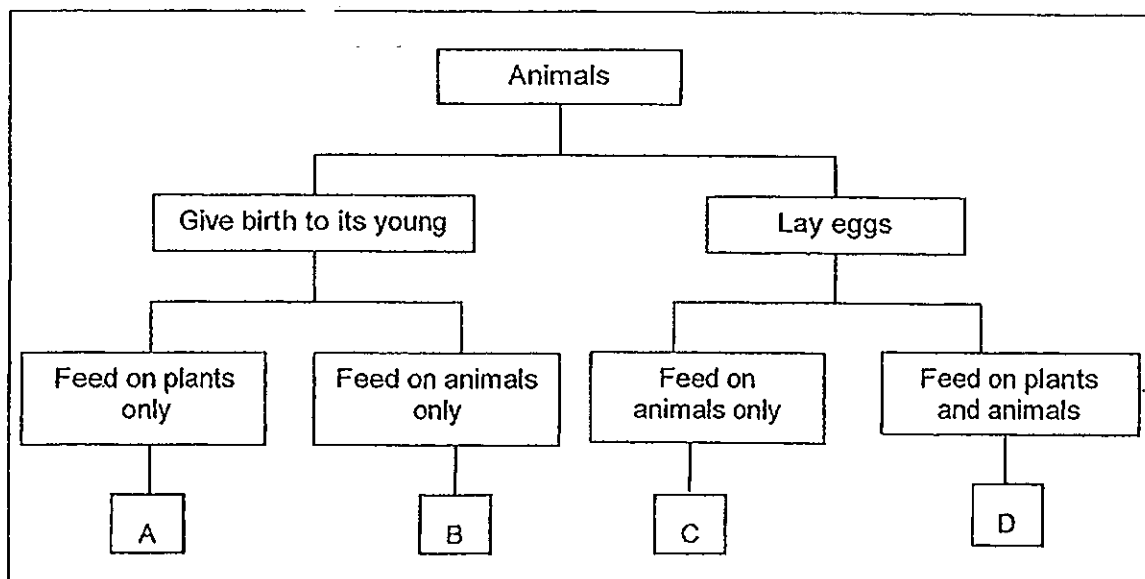 Animals
Give birth to its young
Lay eggs
Feed on plants
only
Feed on animals
only
Feed on
animals only
Feed on plants
and animals
A
B
C
D